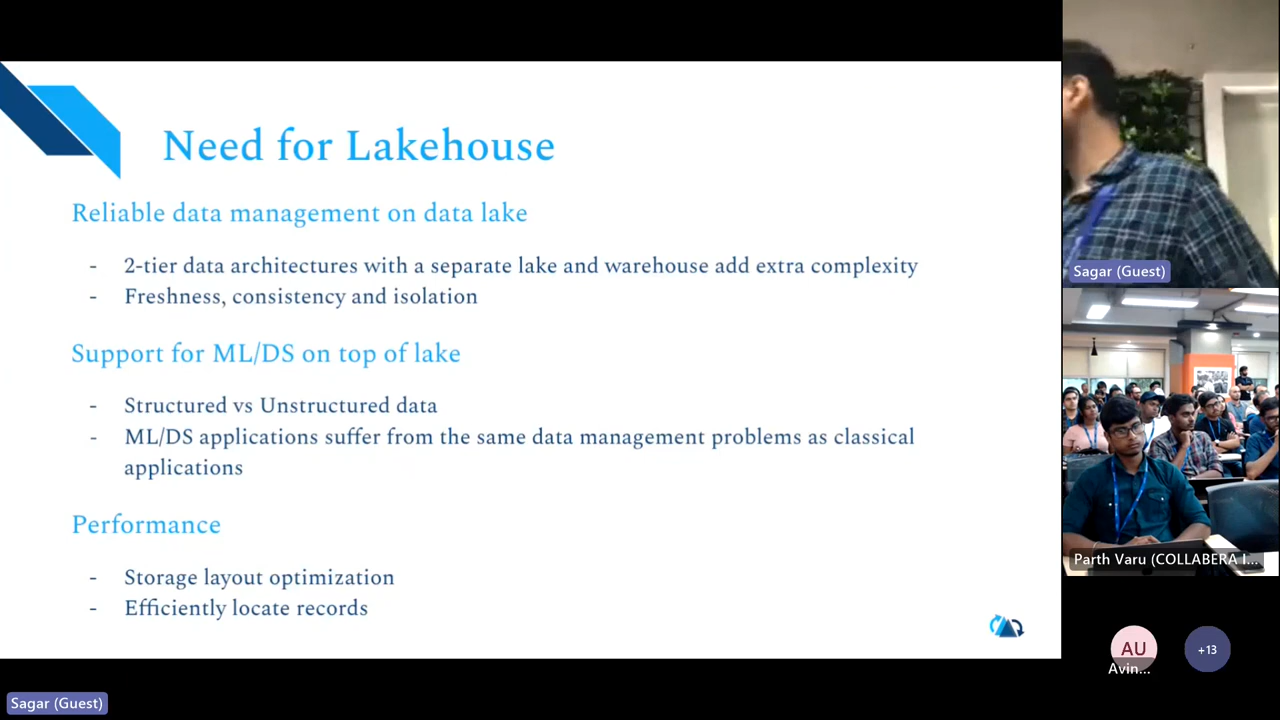 Need for Lakehouse
Reliable data management on data lake
- 2-tier data architectures with a separate lake and warehouse add extra complexity
- Freshness, consistency and isolation
Support for ML/DS on top of lake
- Structured vs Unstructured data
- ML/DS applications suffer from the same data management problems as classical
applications
Performance
- Storage layout optimization
- Efficiently locate records
Sagar (Guest)
Sagar (Guest)
Parth Varu (COLLABERA I...
AU
Avin...
+13